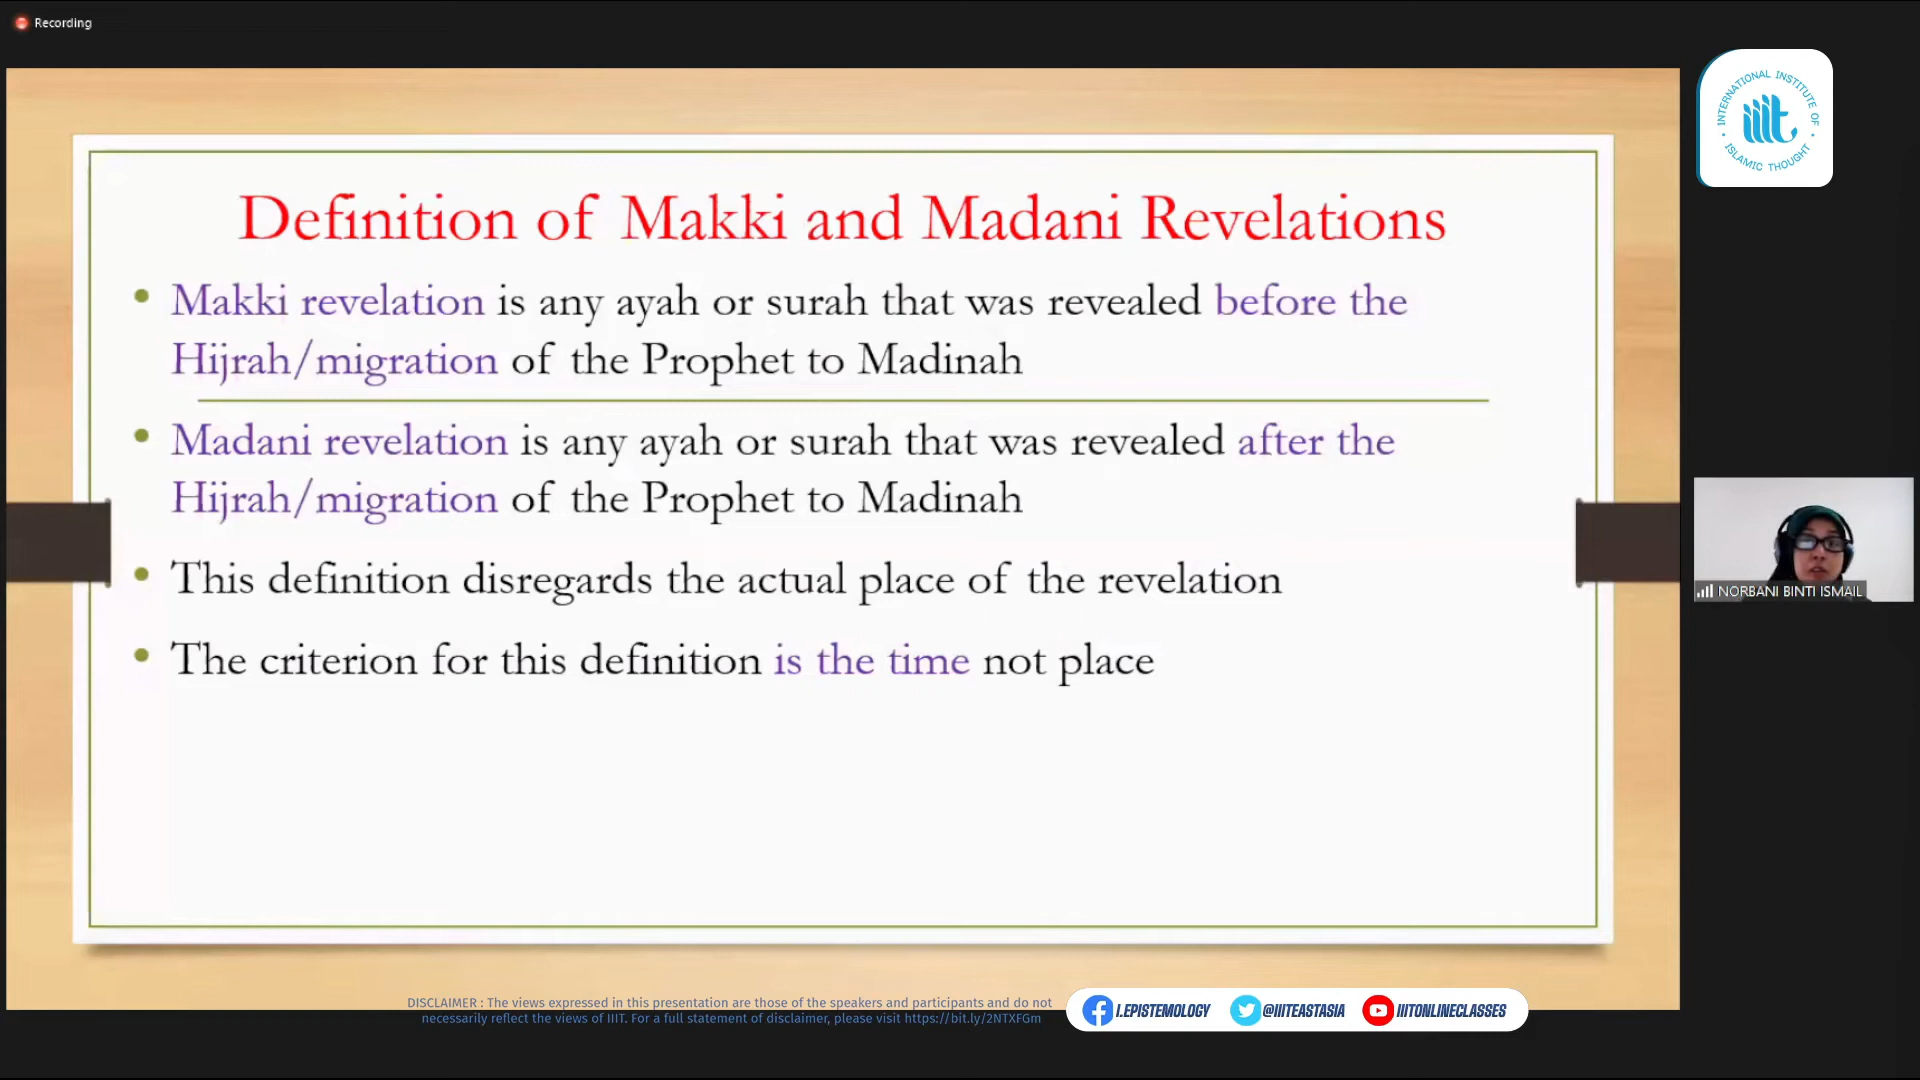 Recording
INTERNATIONAL INSTITUTE OF
iiit
ISLAMIC THOUGHT
Definition of Makki and Madani Revelations
• Makki revelation is any ayah or surah that was revealed before the
Hijrah/migration of the Prophet to Madinah
• Madani revelation is any ayah or surah that was revealed after the
Hijrah/migration of the Prophet to Madinah
• This definition disregards the actual place of the revelation
• The criterion for this definition is the time not place
NORBANI BINTI ISMAIL
DISCLAIMER : The views expressed in this presentation are those of the speakers and participants and do not
necessarily reflect the views of IIIT. For a full statement of disclaimer, please visit https://bit.ly/2NTXFGm
I.EPISTEMOLOGY @IIITEASTASIA IIITONLINECLASSES